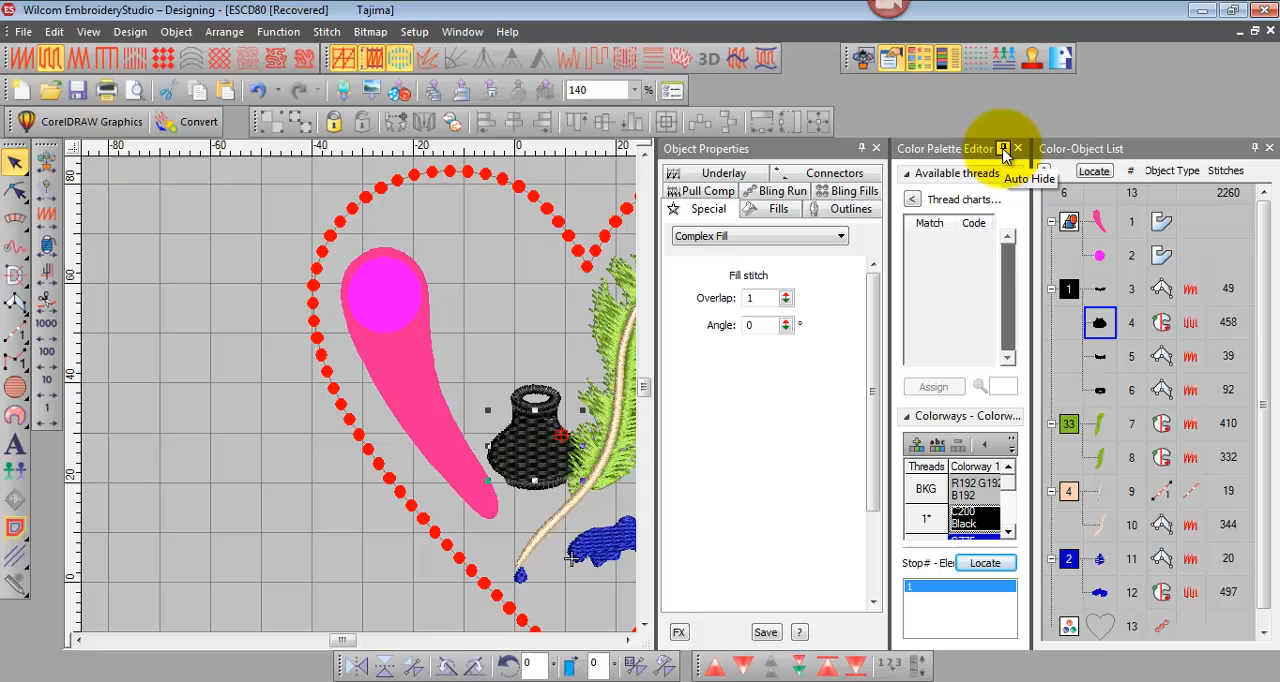 Wilcom EmbroideryStudio – Designing - [ESCD80 [Recovered] Tajima]
File Edit View Design Object Arrange Function Stitch Bitmap Setup Window Help
3D
140 %
CorelDRAW Graphics Convert
-80 -60 -40 -20 0 20
80
60
40
20
0
1000
100
10
1
A
Object Properties
Underlay Connectors
Pull Comp Bling Run Bling Fills
Special Fills Outlines
Complex Fill
Fill stitch
Overlap: 1
Angle: 0 °
FX Save ?
Color Palette Editor
Auto Hide
Available threads
< Thread charts...
Match Code
Assign
Colorways - Colorw...
abc
Threads Colorway 1
BKG R192 G192 B192
1* C200 Black
Stop# - Ele Locate
1
Color-Object List
Locate # Object Type Stitches
6 13 2260
1
2
1 3 49
4 458
5 39
6 92
33 7 410
8 332
4 9 19
10 344
2 11 20
12 497
13
0 ° 0 °
1 2 3